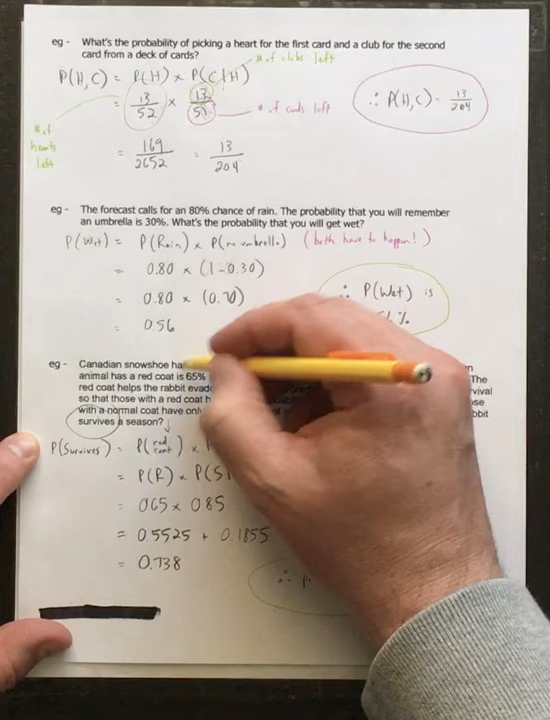 eg - What's the probability of picking a heart for the first card and a club for the second
card from a deck of cards?
# of clubs left
P(H,C) = P(H) × P(C|H)
= 13/52 × 13/51
# of cards left
∴ P(H,C) = 13/204
# of
hearts
left
= 169/2652 = 13/204
eg - The forecast calls for an 80% chance of rain. The probability that you will remember
an umbrella is 30%. What's the probability that you will get wet?
P(Wet) = P(Rain) × P(no umbrella) (both have to happen!)
= 0.80 × (1-0.30)
= 0.80 × (0.70)
∴ P(Wet) is
= 0.56
%
eg - Canadian snowshoe
animal has a red coat is 65% The
red coat helps the rabbit
so that those with a red coat
with a normal coat have
survives a season?
P(Survives) = P(red coat) ×
= P(R) × P(S
= 0.65 × 0.85
= 0.5525 + 0.1855
= 0.738
∴